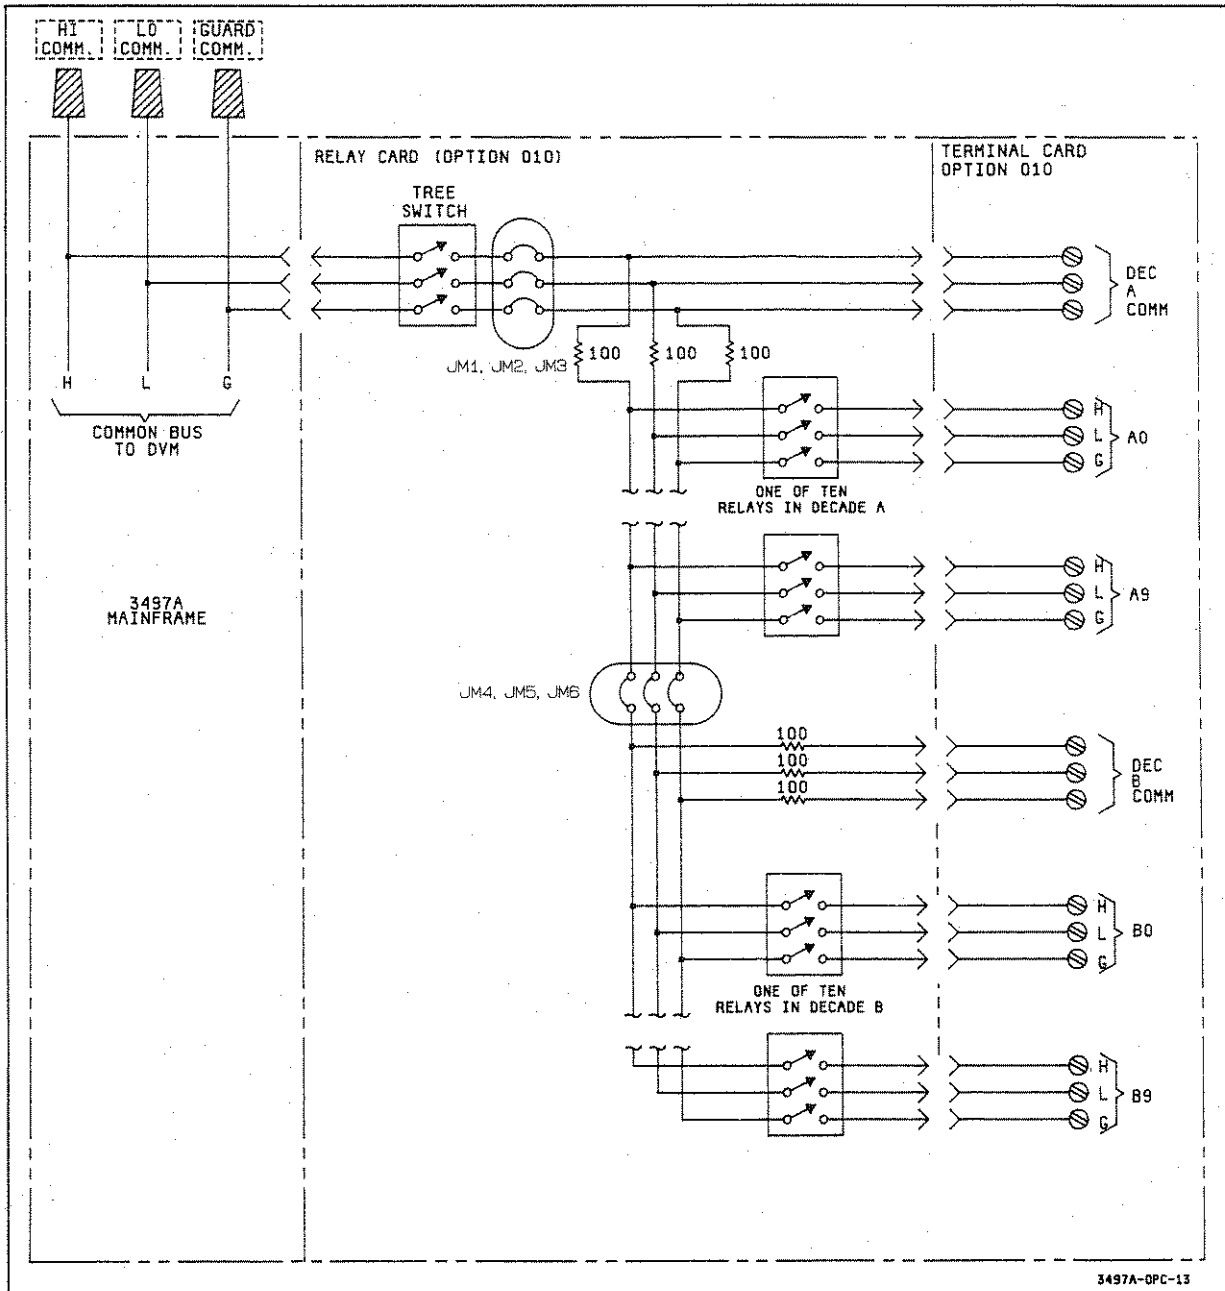 HI
COMM.
LO
COMM.
GUARD
COMM.
RELAY CARD (OPTION 010)
TERMINAL CARD
OPTION 010
TREE
SWITCH
DEC
A
COMM
JM1, JM2, JM3
100
100
100
H
L
G
COMMON BUS
TO DVM
H
L
G
A0
ONE OF TEN
RELAYS IN DECADE A
3497A
MAINFRAME
H
L
G
A9
JM4, JM5, JM6
100
100
100
DEC
B
COMM
H
L
G
B0
ONE OF TEN
RELAYS IN DECADE B
H
L
G
B9
3497A-OPC-13